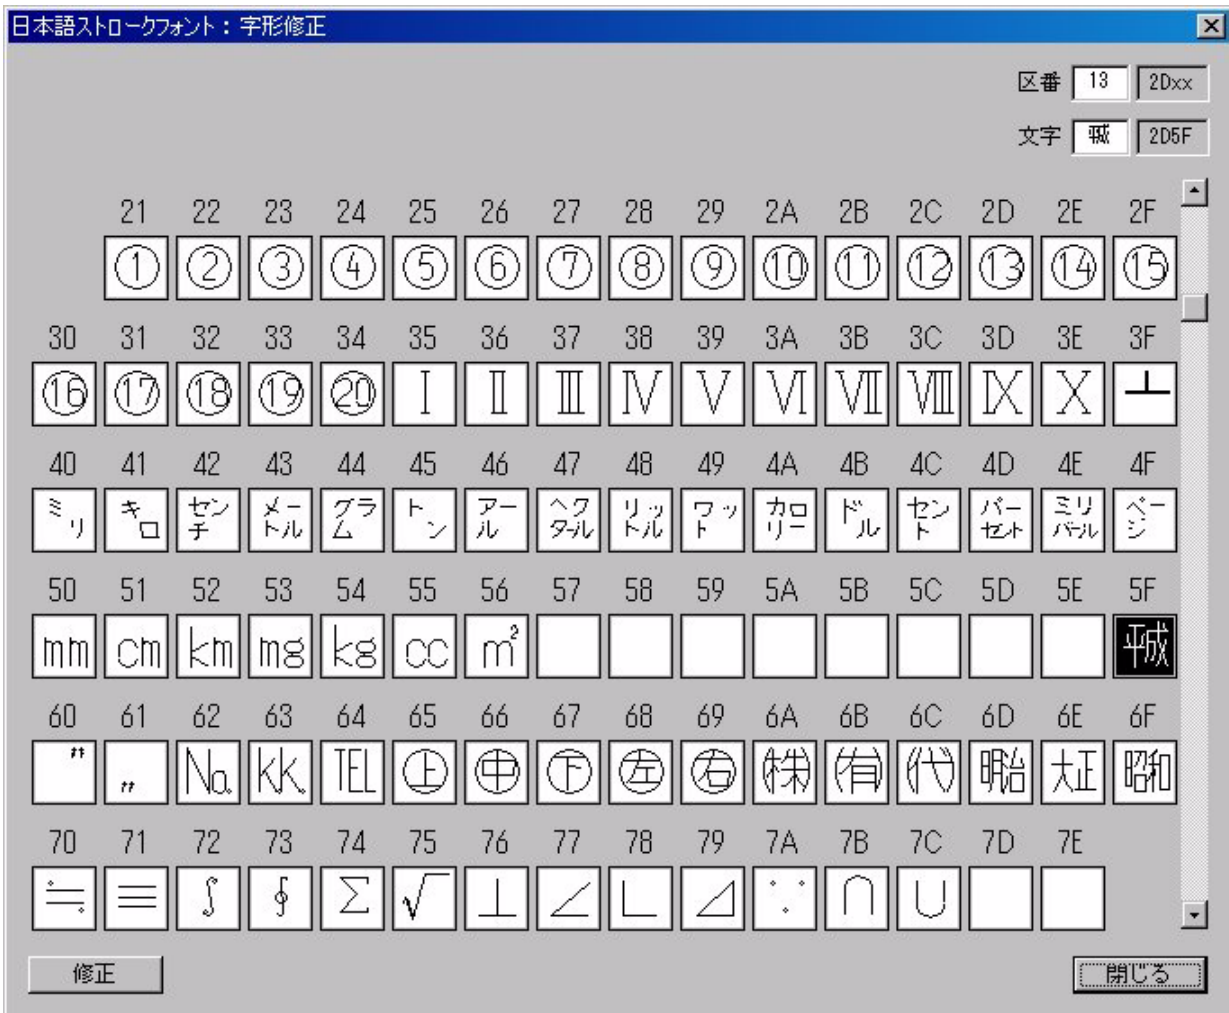 日本語ストロークフォント：字形修正
区番 13 2Dxx
文字 ㍻ 2D5F
21 22 23 24 25 26 27 28 29 2A 2B 2C 2D 2E 2F
① ② ③ ④ ⑤ ⑥ ⑦ ⑧ ⑨ ⑩ ⑪ ⑫ ⑬ ⑭ ⑮
30 31 32 33 34 35 36 37 38 39 3A 3B 3C 3D 3E 3F
⑯ ⑰ ⑱ ⑲ ⑳ Ⅰ Ⅱ Ⅲ Ⅳ Ⅴ Ⅵ Ⅶ Ⅷ Ⅸ Ⅹ ┴
40 41 42 43 44 45 46 47 48 49 4A 4B 4C 4D 4E 4F
㍉ ㌔ ㌢ ㍍ ㌘ ㌧ ㌃ ㌶ ㍑ ㍗ ㌍ ㌦ ㌣ ㌫ ㍊ ㌻
50 51 52 53 54 55 56 57 58 59 5A 5B 5C 5D 5E 5F
㎜ ㎝ ㎞ ㎎ ㎏ ㏄ ㎡ ㍻
60 61 62 63 64 65 66 67 68 69 6A 6B 6C 6D 6E 6F
〝 〟 № ㏍ ℡ ㊤ ㊥ ㊦ ㊧ ㊨ ㈱ ㈲ ㈹ ㍾ ㍽ ㍼
70 71 72 73 74 75 76 77 78 79 7A 7B 7C 7D 7E
≒ ≡ ∫ ∮ Σ √ ⊥ ∠ ∟ ⊿ ∵ ∩ ∪
修正 閉じる